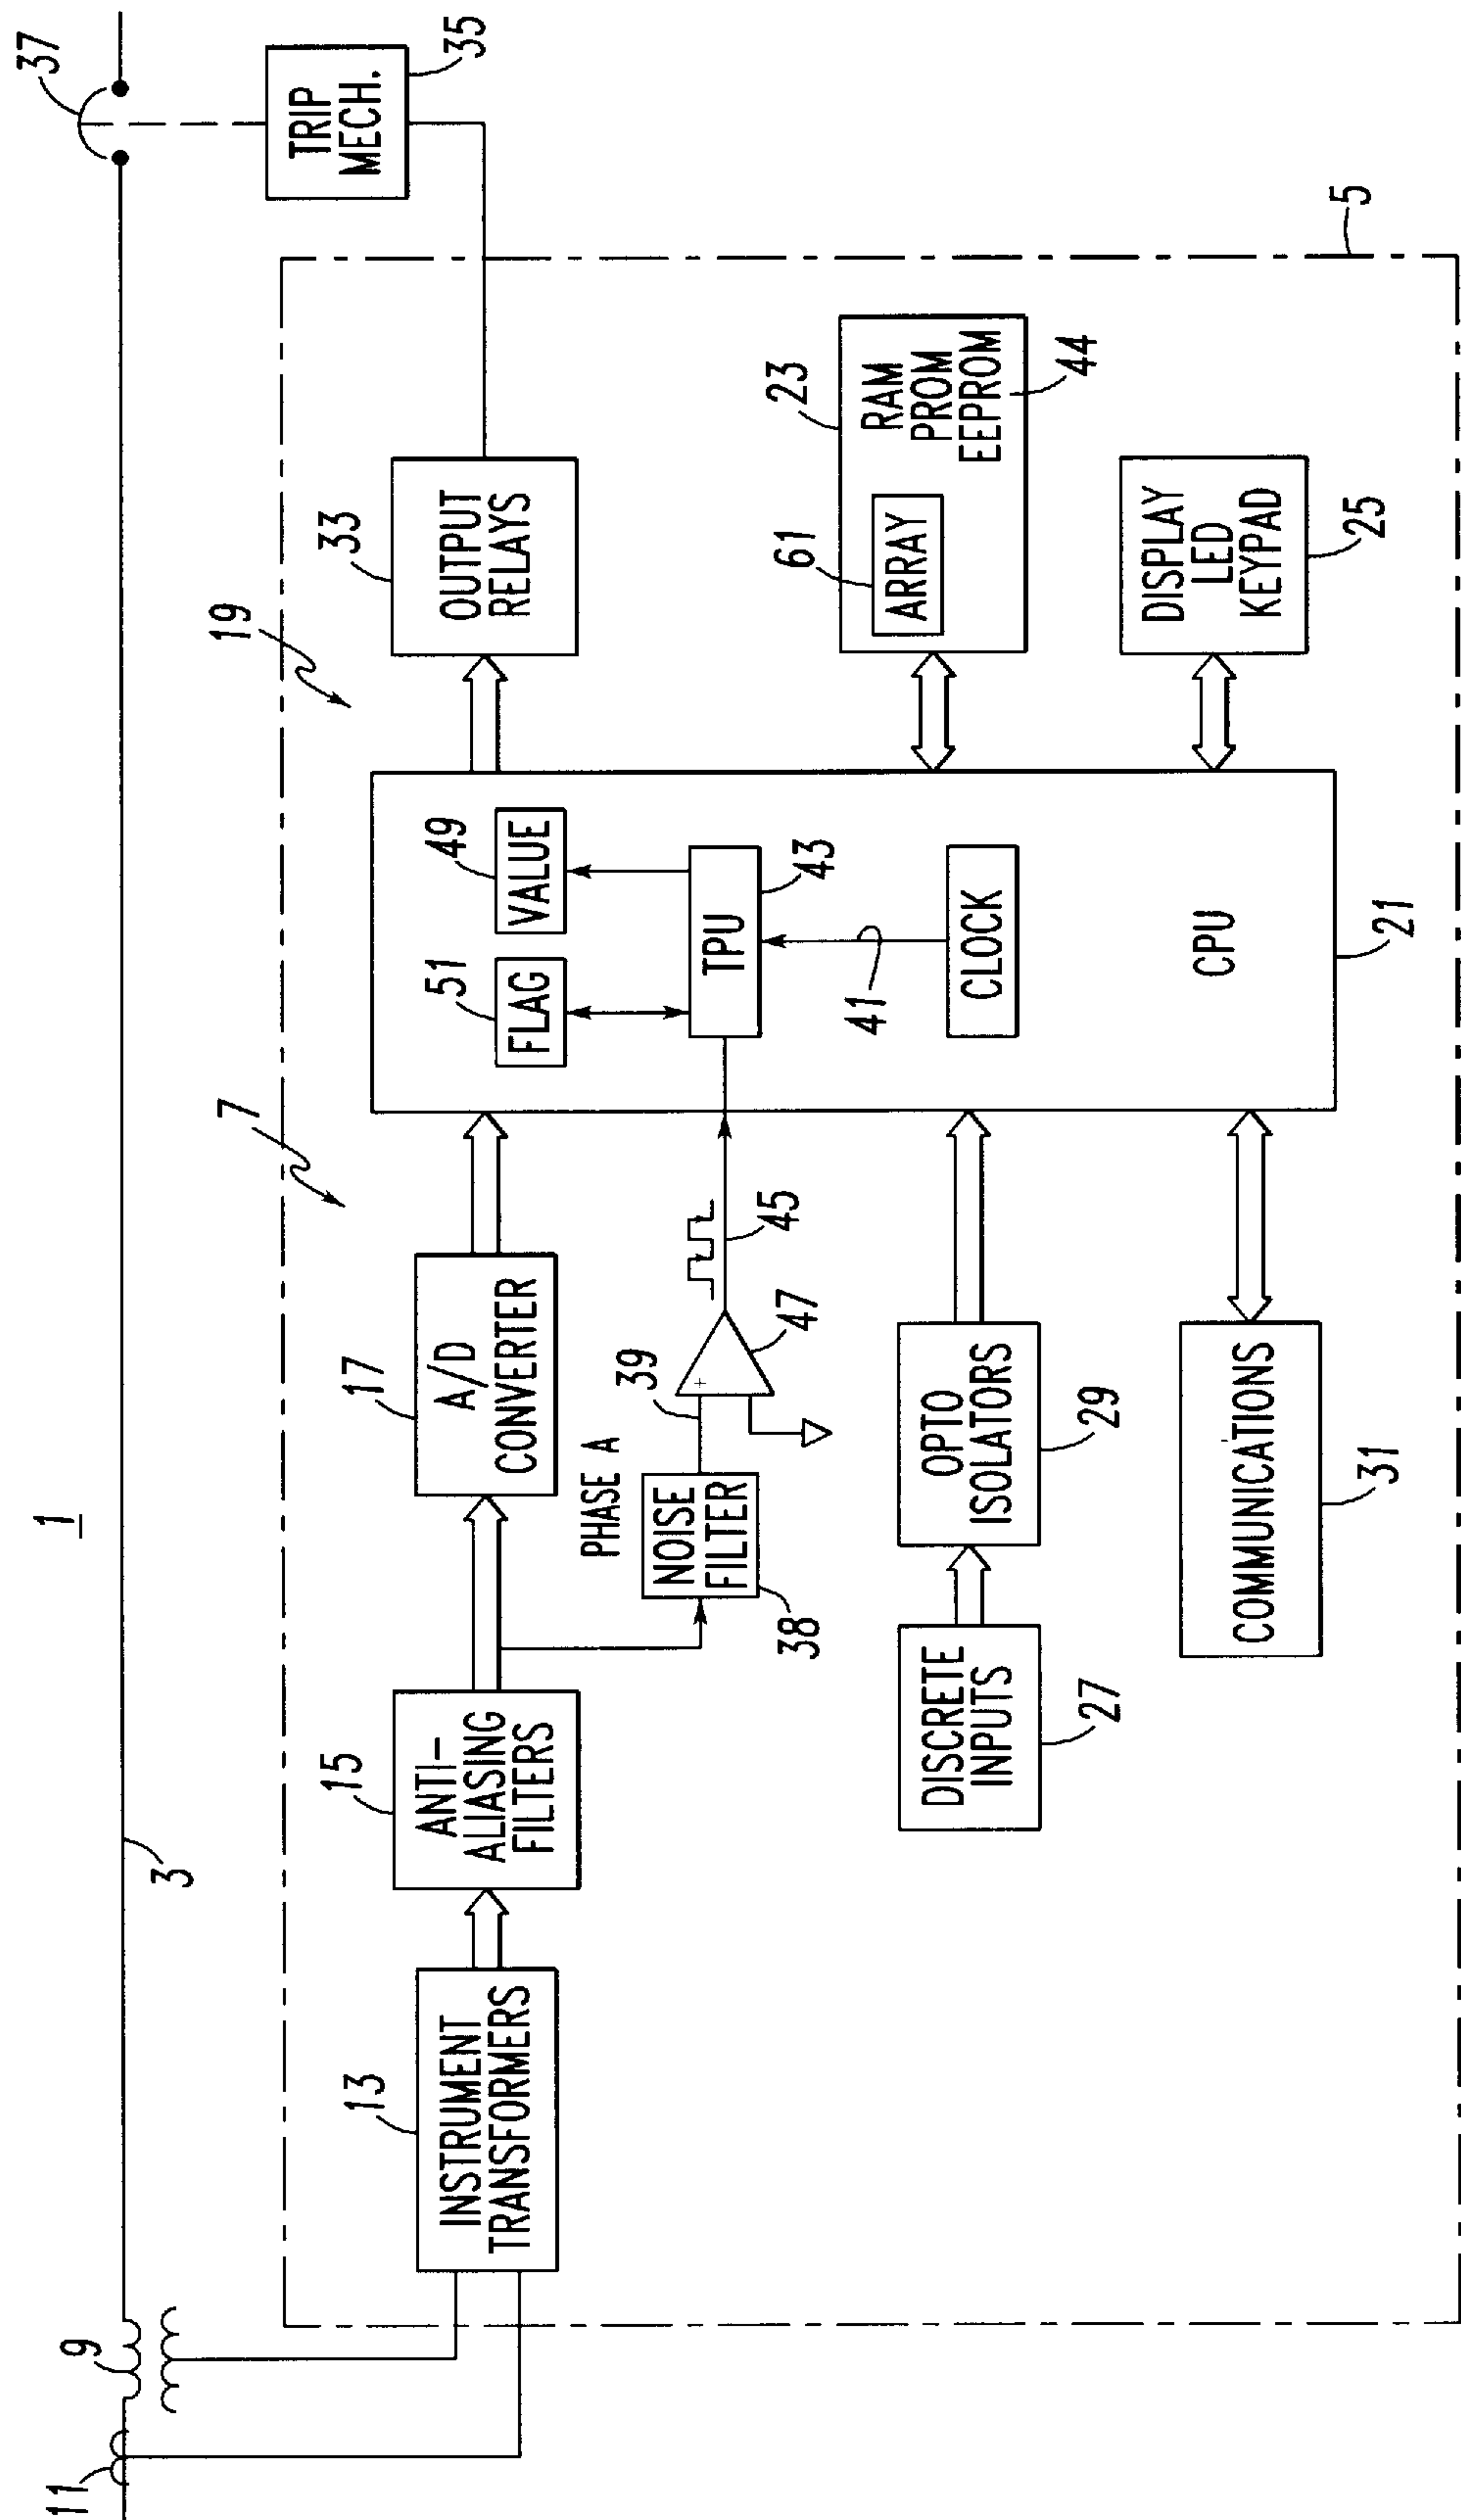 1
11
9
3
37
TRIP
MECH.
35
7
19
5
13
INSTRUMENT
TRANSFORMERS
15
ANTI-
ALIASING
FILTERS
17
A/D
CONVERTER
33
OUTPUT
RELAYS
PHASE A
NOISE
FILTER
38
39
+
47
45
51
FLAG
49
VALUE
TPU
43
41
CLOCK
CPU
21
23
61
ARRAY
RAM
PROM
EEPROM
44
DISCRETE
INPUTS
27
OPTO
ISOLATORS
29
COMMUNICATIONS
31
DISPLAY
LED
KEYPAD
25